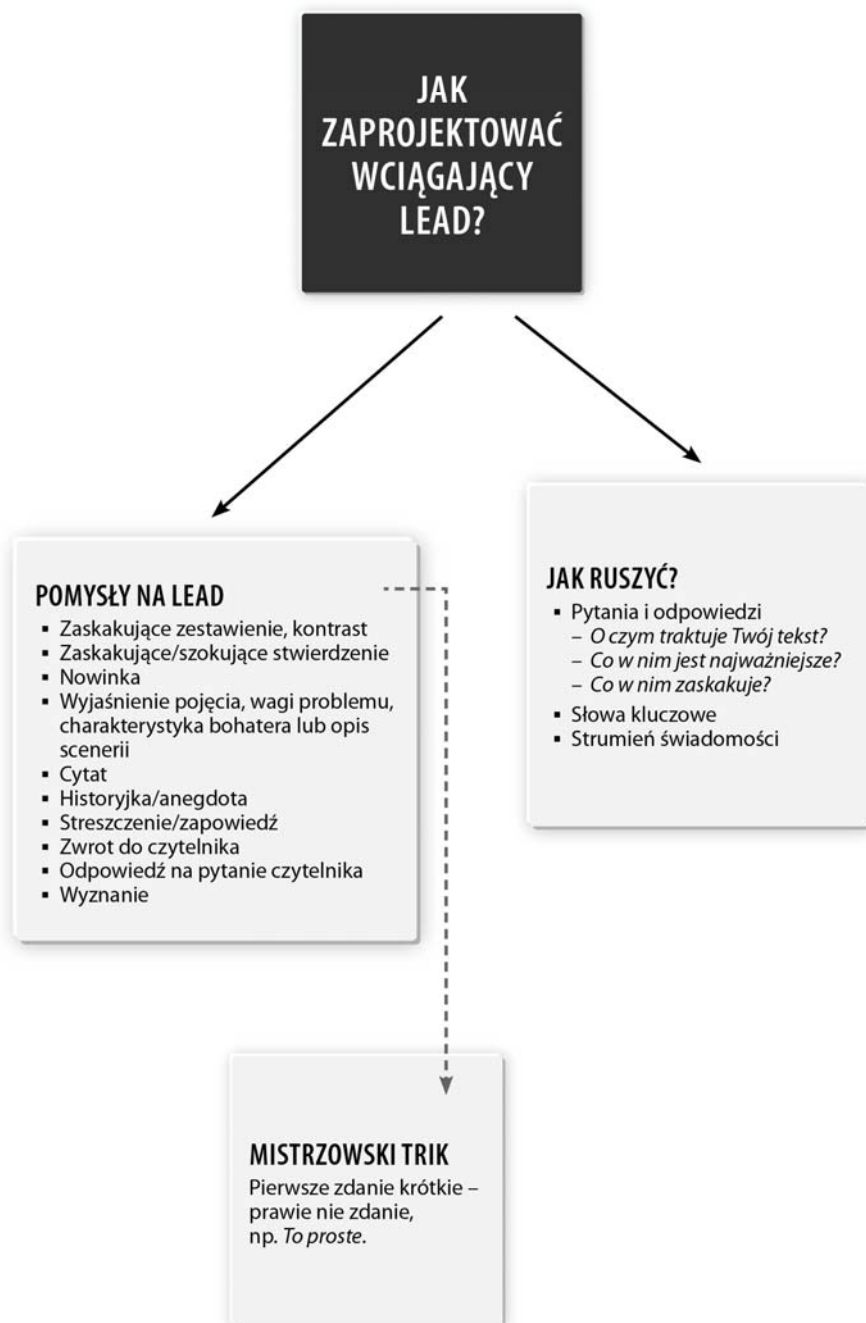 JAK
ZAPROJEKTOWAĆ
WCIĄGAJĄCY
LEAD?
POMYSŁY NA LEAD
▪ Zaskakujące zestawienie, kontrast
▪ Zaskakujące/szokujące stwierdzenie
▪ Nowinka
▪ Wyjaśnienie pojęcia, wagi problemu,
charakterystyka bohatera lub opis
scenerii
▪ Cytat
▪ Historyjka/anegdota
▪ Streszczenie/zapowiedź
▪ Zwrot do czytelnika
▪ Odpowiedź na pytanie czytelnika
▪ Wyznanie
JAK RUSZYĆ?
▪ Pytania i odpowiedzi
– O czym traktuje Twój tekst?
– Co w nim jest najważniejsze?
– Co w nim zaskakuje?
▪ Słowa kluczowe
▪ Strumień świadomości
MISTRZOWSKI TRIK
Pierwsze zdanie krótkie –
prawie nie zdanie,
np. To proste.